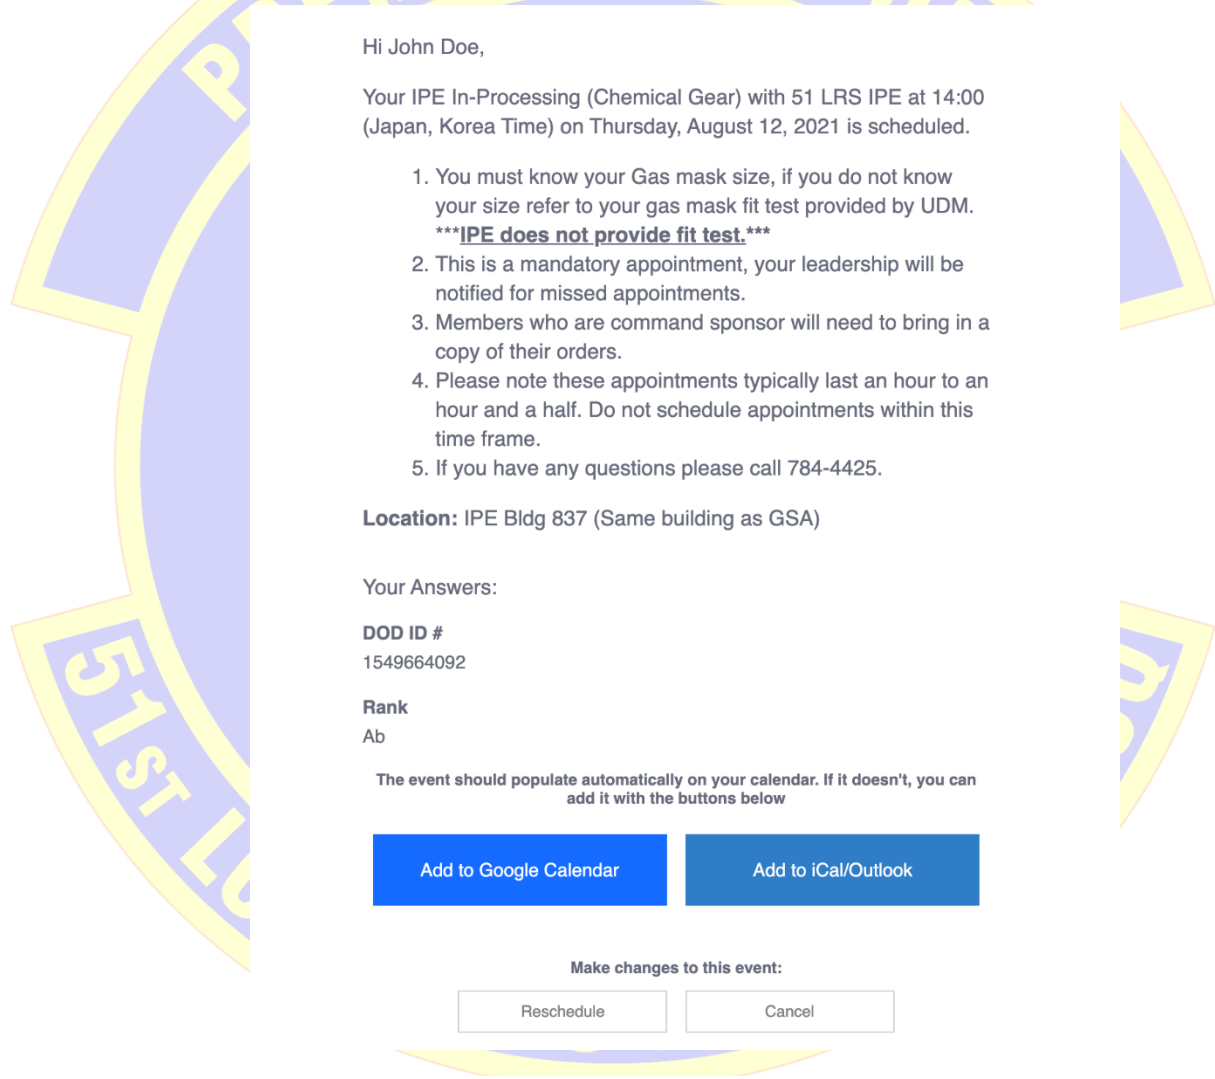 Hi John Doe,
Your IPE In-Processing (Chemical Gear) with 51 LRS IPE at 14:00
(Japan, Korea Time) on Thursday, August 12, 2021 is scheduled.
1. You must know your Gas mask size, if you do not know
your size refer to your gas mask fit test provided by UDM.
***IPE does not provide fit test.***
2. This is a mandatory appointment, your leadership will be
notified for missed appointments.
3. Members who are command sponsor will need to bring in a
copy of their orders.
4. Please note these appointments typically last an hour to an
hour and a half. Do not schedule appointments within this
time frame.
5. If you have any questions please call 784-4425.
Location: IPE Bldg 837 (Same building as GSA)
Your Answers:
DOD ID #
1549664092
Rank
Ab
The event should populate automatically on your calendar. If it doesn't, you can
add it with the buttons below
Add to Google Calendar
Add to iCal/Outlook
Make changes to this event:
Reschedule
Cancel
51ST